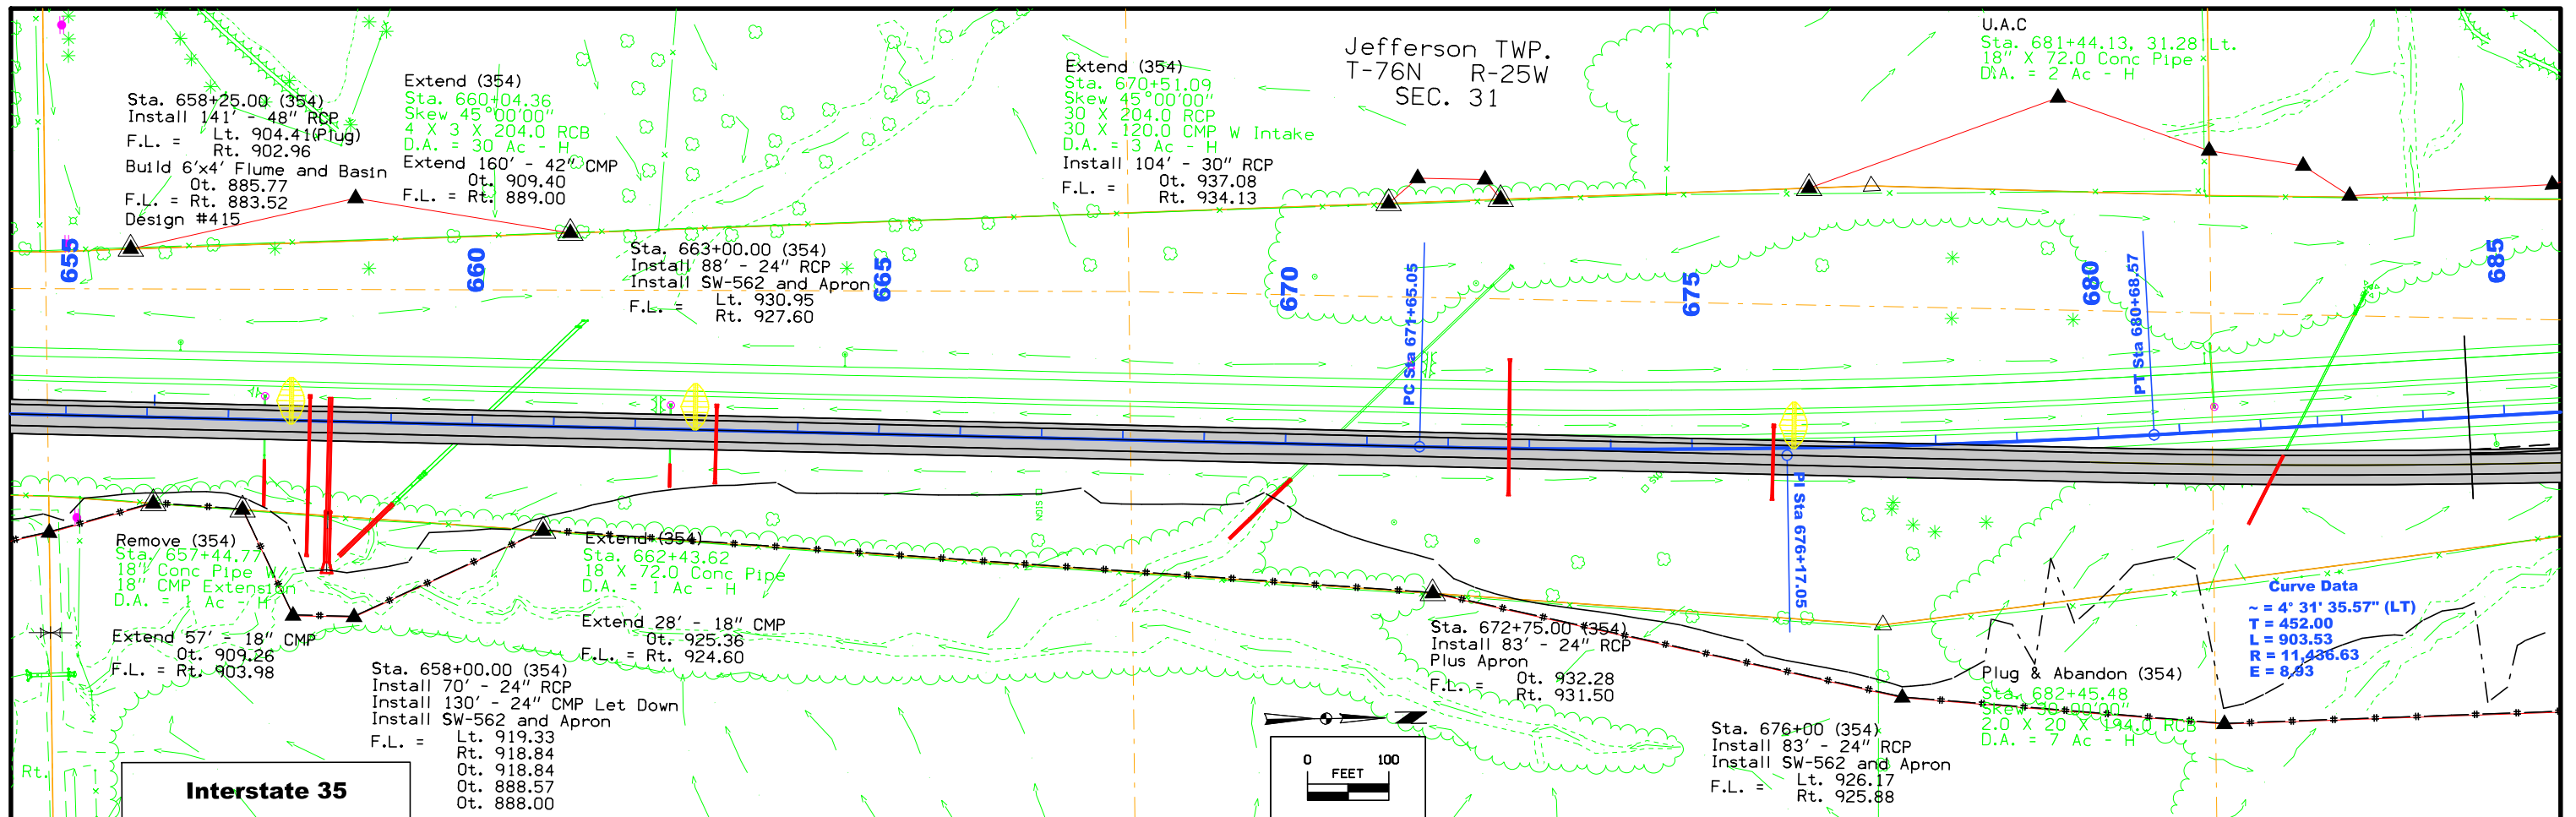 Sta. 658+25.00 (354)
Install 141' - 48" RCP
F.L. = Lt. 904.41(Plug)
Rt. 902.96
Build 6'x4' Flume and Basin
Ot. 885.77
F.L. = Rt. 883.52
Design #415
Extend (354)
Sta. 660+04.36
Skew 45°00'00"
4 X 3 X 204.0 RCB
D.A. = 30 Ac - H
Extend 160' - 42" CMP
Ot. 909.40
F.L. = Rt. 889.00
Sta. 663+00.00 (354)
Install 88' - 24" RCP
Install SW-562 and Apron
F.L. = Lt. 930.95
Rt. 927.60
Extend (354)
Sta. 670+51.09
Skew 45°00'00"
30 X 204.0 RCP
30 X 120.0 CMP W Intake
D.A. = 3 Ac - H
Install 104' - 30" RCP
F.L. = Ot. 937.08
Rt. 934.13
Jefferson TWP.
T-76N R-25W
SEC. 31
U.A.C
Sta. 681+44.13, 31.28 Lt.
18" X 72.0 Conc Pipe
D.A. = 2 Ac - H
655
660
665
670
675
680
685
PC Sta 671+65.05
PT Sta 680+68.57
PI Sta 676+17.05
SIGN
Remove (354)
Sta. 657+44.77
18" Conc Pipe W
18" CMP Extension
D.A. = 1 Ac - H
Extend 57' - 18" CMP
Ot. 909.26
F.L. = Rt. 903.98
Sta. 658+00.00 (354)
Install 70' - 24" RCP
Install 130' - 24" CMP Let Down
Install SW-562 and Apron
F.L. = Lt. 919.33
Rt. 918.84
Ot. 918.84
Ot. 888.57
Ot. 888.00
Extend (354)
Sta. 662+43.62
18 X 72.0 Conc Pipe
D.A. = 1 Ac - H
Extend 28' - 18" CMP
Ot. 925.36
F.L. = Rt. 924.60
Sta. 672+75.00 (354)
Install 83' - 24" RCP
Plus Apron
F.L. = Ot. 932.28
Rt. 931.50
Sta. 676+00 (354)
Install 83' - 24" RCP
Install SW-562 and Apron
F.L. = Lt. 926.17
Rt. 925.88
Plug & Abandon (354)
Sta. 682+45.48
Skew 30°00'00"
2.0 X 20 X 194.0 RCB
D.A. = 7 Ac - H
Curve Data
~ = 4° 31' 35.57" (LT)
T = 452.00
L = 903.53
R = 11,436.63
E = 8.93
Rt.
Interstate 35
0 100
FEET